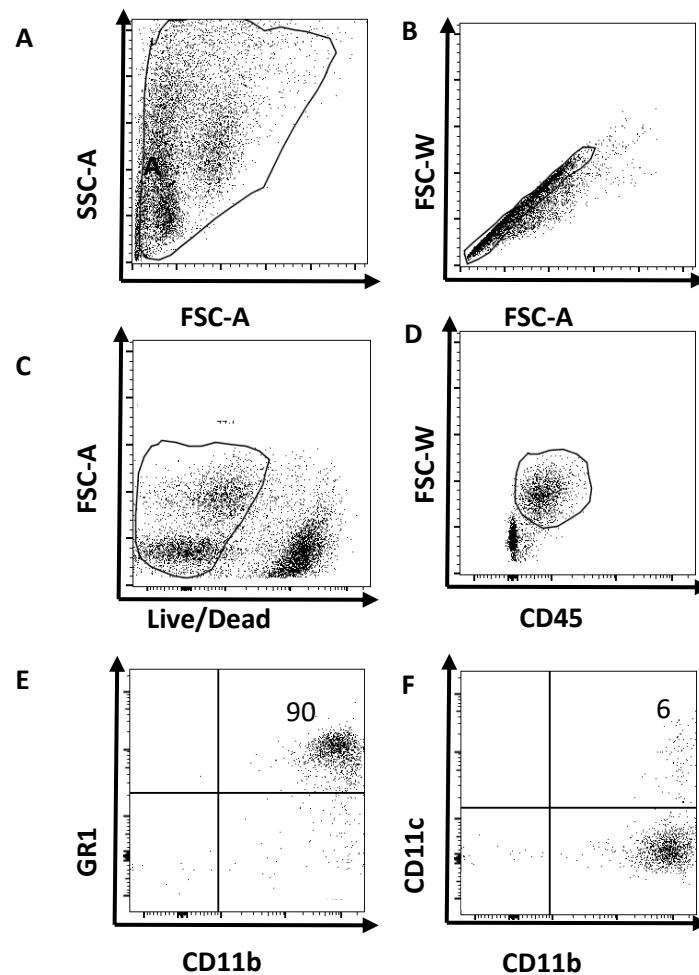 A
SSC-A
A
FSC-A
B
FSC-W
FSC-A
C
FSC-A
Live/Dead
D
FSC-W
CD45
E
90
GR1
CD11b
F
6
CD11c
CD11b